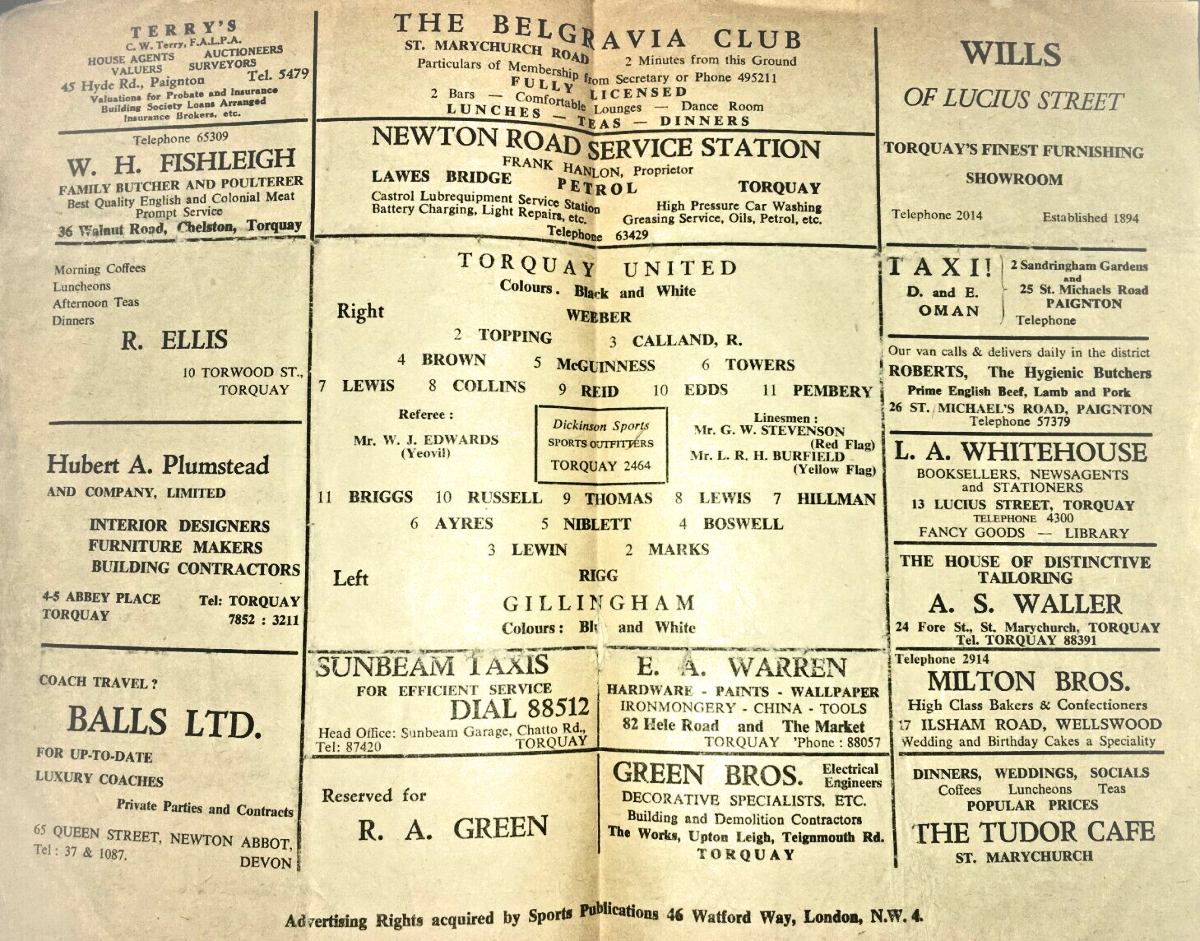 TERRY'S
C. W. Terry, F.A.L.P.A.
HOUSE AGENTS AUCTIONEERS
VALUERS SURVEYORS
45 Hyde Rd., Paignton Tel. 5479
Valuations for Probate and Insurance
Building Society Loans Arranged
Insurance Brokers, etc.
Telephone 65309
W. H. FISHLEIGH
FAMILY BUTCHER AND POULTERER
Best Quality English and Colonial Meat
Prompt Service
36 Walnut Road, Chelston, Torquay
Morning Coffees
Luncheons
Afternoon Teas
Dinners
R. ELLIS
10 TORWOOD ST.,
TORQUAY
Hubert A. Plumstead
AND COMPANY, LIMITED
INTERIOR DESIGNERS
FURNITURE MAKERS
BUILDING CONTRACTORS
4-5 ABBEY PLACE Tel: TORQUAY
TORQUAY 7852 : 3211
COACH TRAVEL?
BALLS LTD.
FOR UP-TO-DATE
LUXURY COACHES
Private Parties and Contracts
65 QUEEN STREET, NEWTON ABBOT,
Tel: 37 & 1087. DEVON
THE BELGRAVIA CLUB
ST. MARYCHURCH ROAD 2 Minutes from this Ground
Particulars of Membership from Secretary or Phone 495211
FULLY LICENSED
2 Bars — Comfortable Lounges — Dance Room
LUNCHES — TEAS — DINNERS
NEWTON ROAD SERVICE STATION
FRANK HANLON, Proprietor
LAWES BRIDGE PETROL TORQUAY
Castrol Lubrequipment Service Station High Pressure Car Washing
Battery Charging, Light Repairs, etc. Greasing Service, Oils, Petrol, etc.
Telephone 63429
TORQUAY UNITED
Colours. Black and White
Right WEEBER
2 TOPPING 3 CALLAND, R.
4 BROWN 5 McGUINNESS 6 TOWERS
7 LEWIS 8 COLLINS 9 REID 10 EDDS 11 PEMBERY
Referee :
Mr. W. J. EDWARDS
(Yeovil)
Dickinson Sports
SPORTS OUTFITTERS
TORQUAY 2464
Linesmen :
Mr. G. W. STEVENSON
(Red Flag)
Mr. L. R. H. BURFIELD
(Yellow Flag)
11 BRIGGS 10 RUSSELL 9 THOMAS 8 LEWIS 7 HILLMAN
6 AYRES 5 NIBLETT 4 BOSWELL
3 LEWIN 2 MARKS
Left RIGG
GILLINGHAM
Colours: and White
SUNBEAM TAXIS
FOR EFFICIENT SERVICE
DIAL 88512
Head Office: Sunbeam Garage, Chatto Rd.,
Tel: 87420 TORQUAY
E. A. WARREN
HARDWARE - PAINTS - WALLPAPER
IRONMONGERY - CHINA - TOOLS
82 Hele Road and The Market
TORQUAY 'Phone : 88057
Reserved for
R. A. GREEN
GREEN BROS. Electrical
Engineers
DECORATIVE SPECIALISTS, ETC.
Building and Demolition Contractors
The Works, Upton Leigh, Teignmouth Rd.
TORQUAY
WILLS
OF LUCIUS STREET
TORQUAY'S FINEST FURNISHING
SHOWROOM
Telephone 2014 Established 1894
TAXI!
D. and E.
OMAN
2 Sandringham Gardens
and
25 St. Michaels Road
PAIGNTON
Telephone
Our van calls & delivers daily in the district
ROBERTS, The Hygienic Butchers
Prime English Beef, Lamb and Pork
26 ST. MICHAEL'S ROAD, PAIGNTON
Telephone 57379
L. A. WHITEHOUSE
BOOKSELLERS, NEWSAGENTS
and STATIONERS
13 LUCIUS STREET, TORQUAY
TELEPHONE 4300
FANCY GOODS — LIBRARY
THE HOUSE OF DISTINCTIVE
TAILORING
A. S. WALLER
24 Fore St., St. Marychurch, TORQUAY
Tel. TORQUAY 88391
Telephone 2914
MILTON BROS.
High Class Bakers & Confectioners
17 ILSHAM ROAD, WELLSWOOD
Wedding and Birthday Cakes a Speciality
DINNERS, WEDDINGS, SOCIALS
Coffees Luncheons Teas
POPULAR PRICES
THE TUDOR CAFE
ST. MARYCHURCH
Advertising Rights acquired by Sports Publications 46 Watford Way, London, N.W. 4.